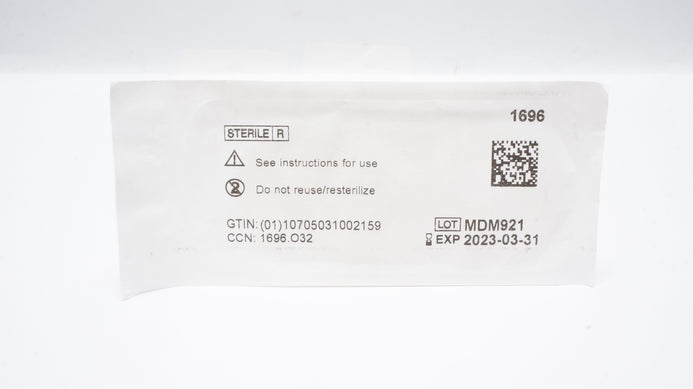 1696
STERILE R
See instructions for use
Do not reuse/resterilize
GTIN: (01)10705031002159
CCN: 1696.O32
LOT MDM921
EXP 2023-03-31